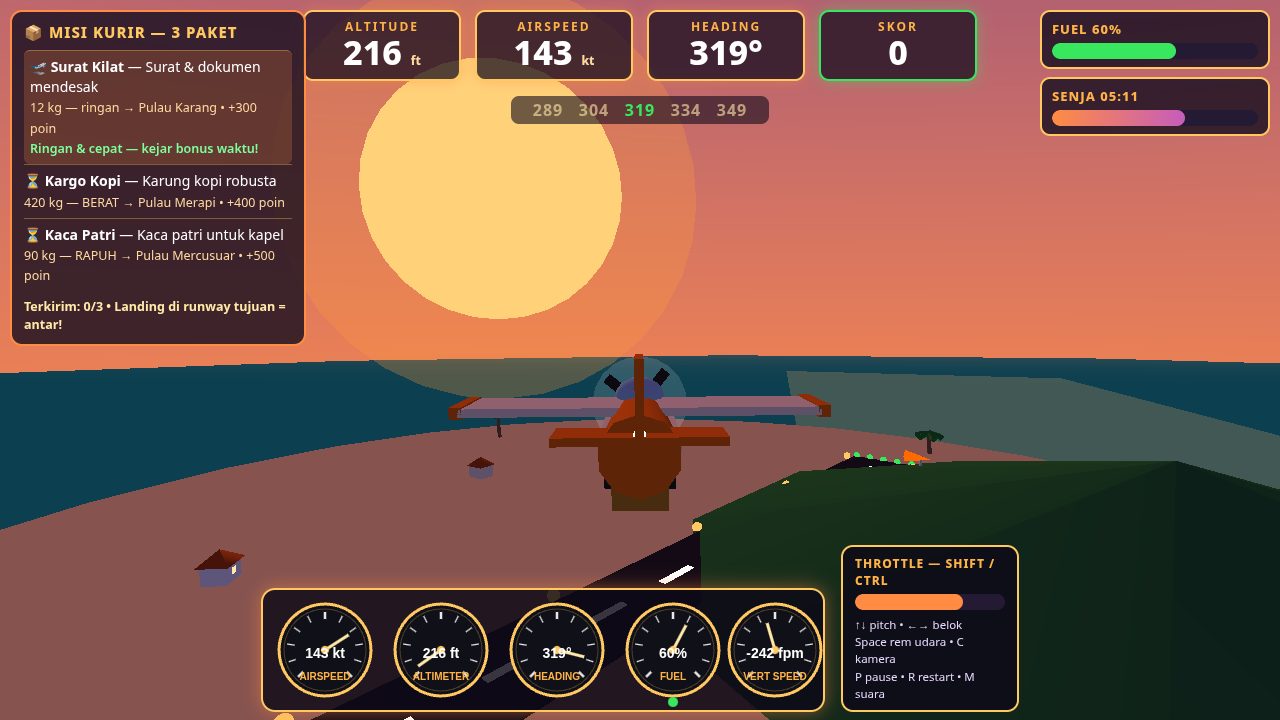 📦 MISI KURIR — 3 PAKET
🛫 Surat Kilat — Surat & dokumen
mendesak
12 kg — ringan → Pulau Karang • +300
poin
Ringan & cepat — kejar bonus waktu!
⏳ Kargo Kopi — Karung kopi robusta
420 kg — BERAT → Pulau Merapi • +400 poin
⏳ Kaca Patri — Kaca patri untuk kapel
90 kg — RAPUH → Pulau Mercusuar • +500
poin
Terkirim: 0/3 • Landing di runway tujuan =
antar!
ALTITUDE
216 ft
AIRSPEED
143 kt
HEADING
319°
SKOR
0
289 304 319 334 349
FUEL 60%
SENJA 05:11
143 kt
AIRSPEED
216 ft
ALTIMETER
319°
HEADING
60%
FUEL
-242 fpm
VERT SPEED
THROTTLE — SHIFT /
CTRL
↑↓ pitch • ←→ belok
Space rem udara • C
kamera
P pause • R restart • M
suara